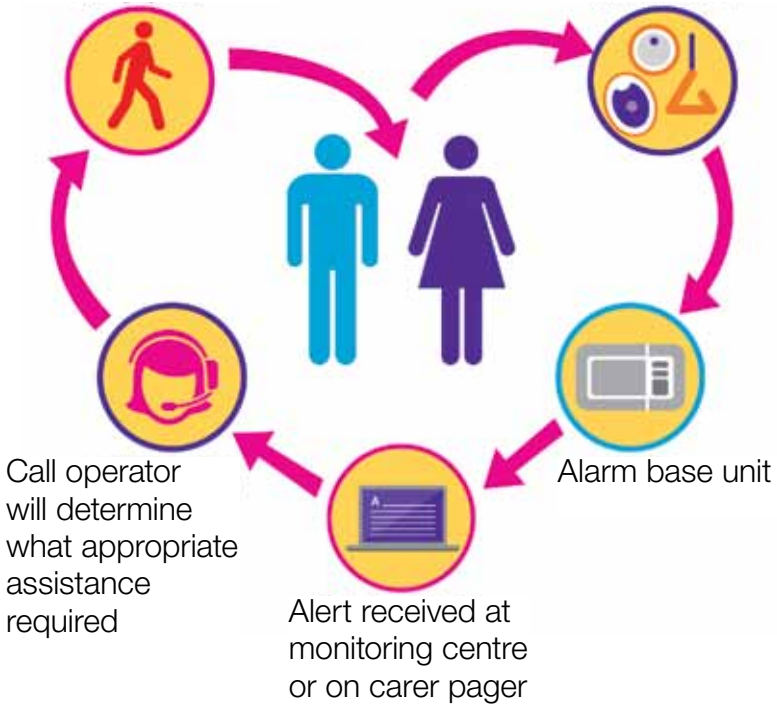 Call operator
will determine
what appropriate
assistance
required
Alarm base unit
A
Alert received at
monitoring centre
or on carer pager